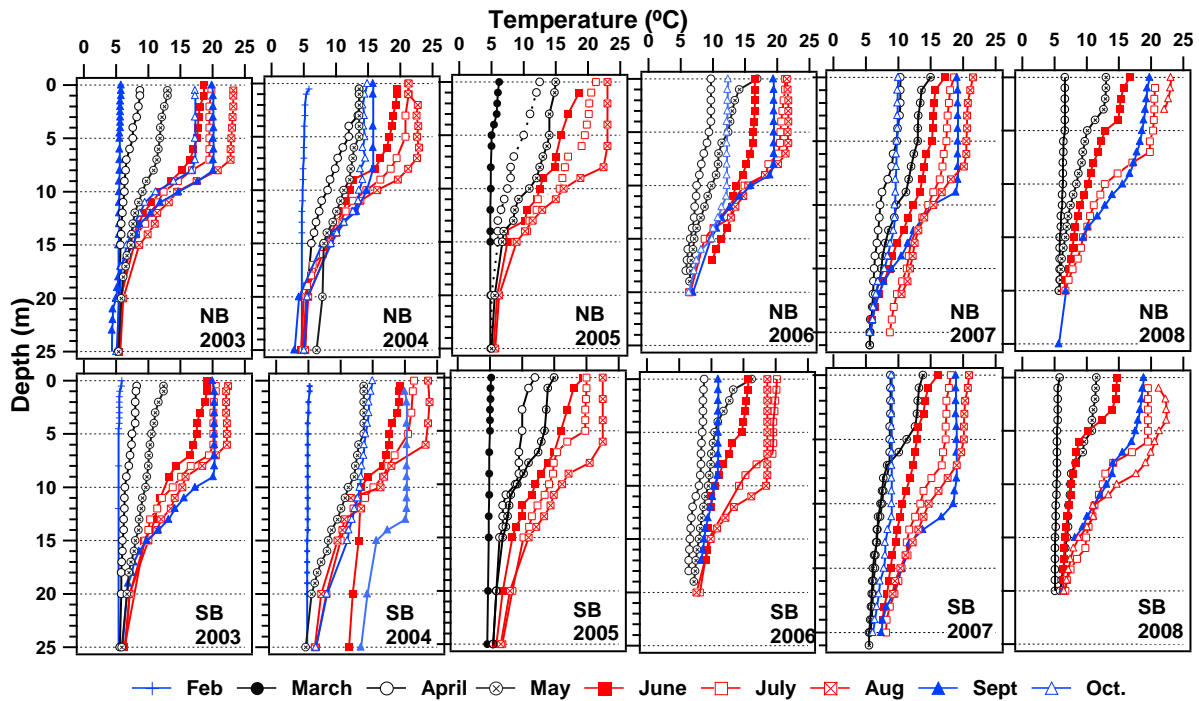 Temperature (ºC)
0 5 10 15 20 25 0 5 10 15 20 25 0 5 10 15 20 25 0 5 10 15 20 25 0 5 10 15 20 25 0 5 10 15 20 25
Depth (m)
0
5
10
15
20
25
NB 2003
NB 2004
NB 2005
NB 2006
NB 2007
NB 2008
0
5
10
15
20
25
SB 2003
SB 2004
SB 2005
SB 2006
SB 2007
SB 2008
Feb March April May June July Aug Sept Oct.